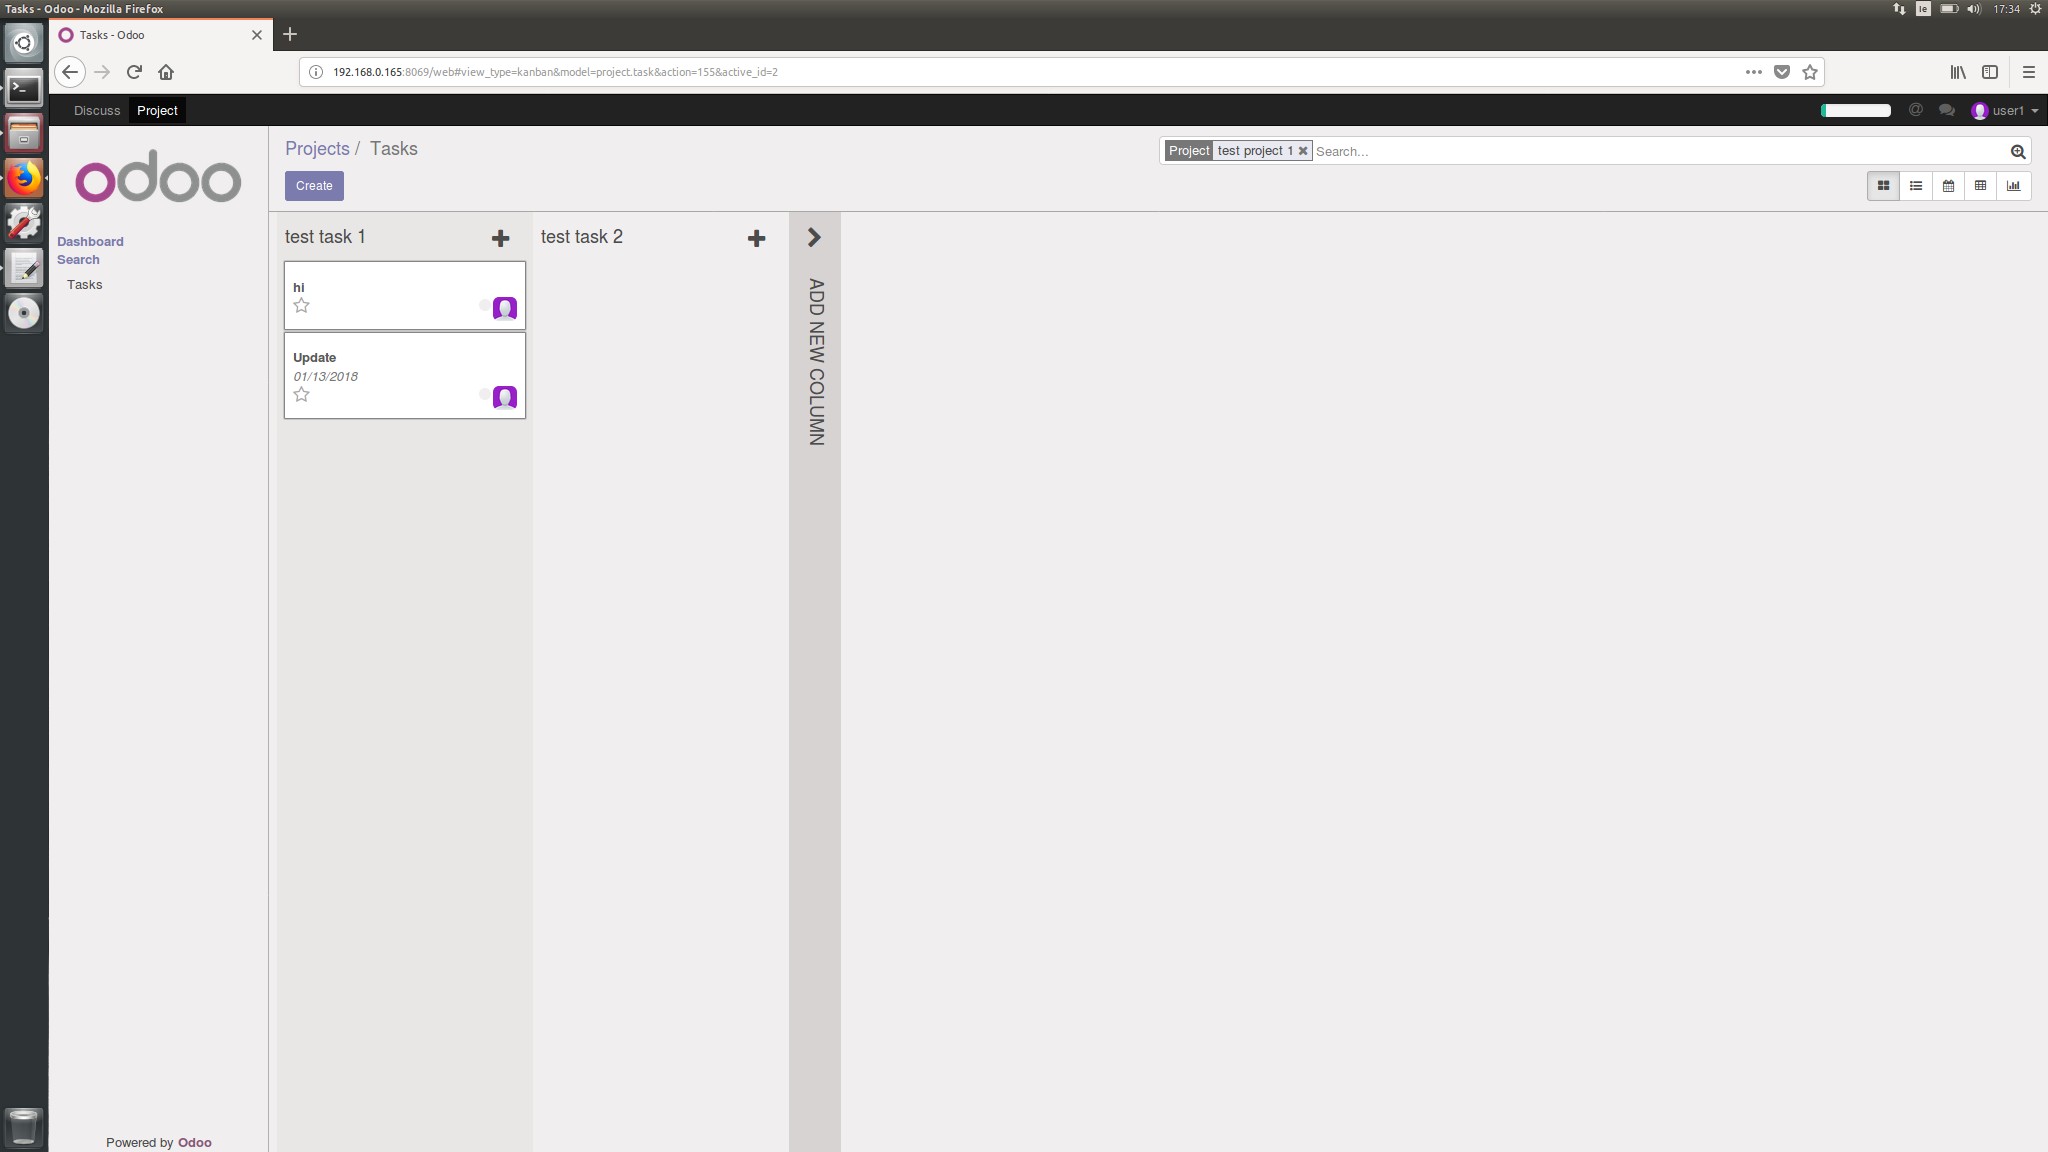 Tasks - Odoo - Mozilla Firefox
Ie
17:34
Tasks - Odoo
192.168.0.165:8069/web#view_type=kanban&model=project.task&action=155&active_id=2
Discuss Project
@
user1
odoo
Dashboard
Search
Tasks
Projects / Tasks
Project test project 1 Search...
Create
test task 1
hi
Update
01/13/2018
test task 2
ADD NEW COLUMN
Powered by Odoo